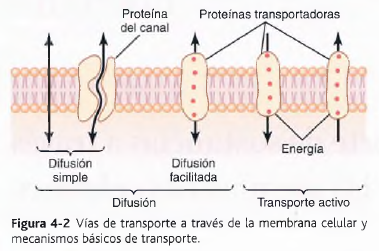 Proteína
del canal
Proteínas transportadoras
Energía
Difusión
simple
Difusión
facilitada
Difusión
Transporte activo
Figura 4-2 Vías de transporte a través de la membrana celular y
mecanismos básicos de transporte.